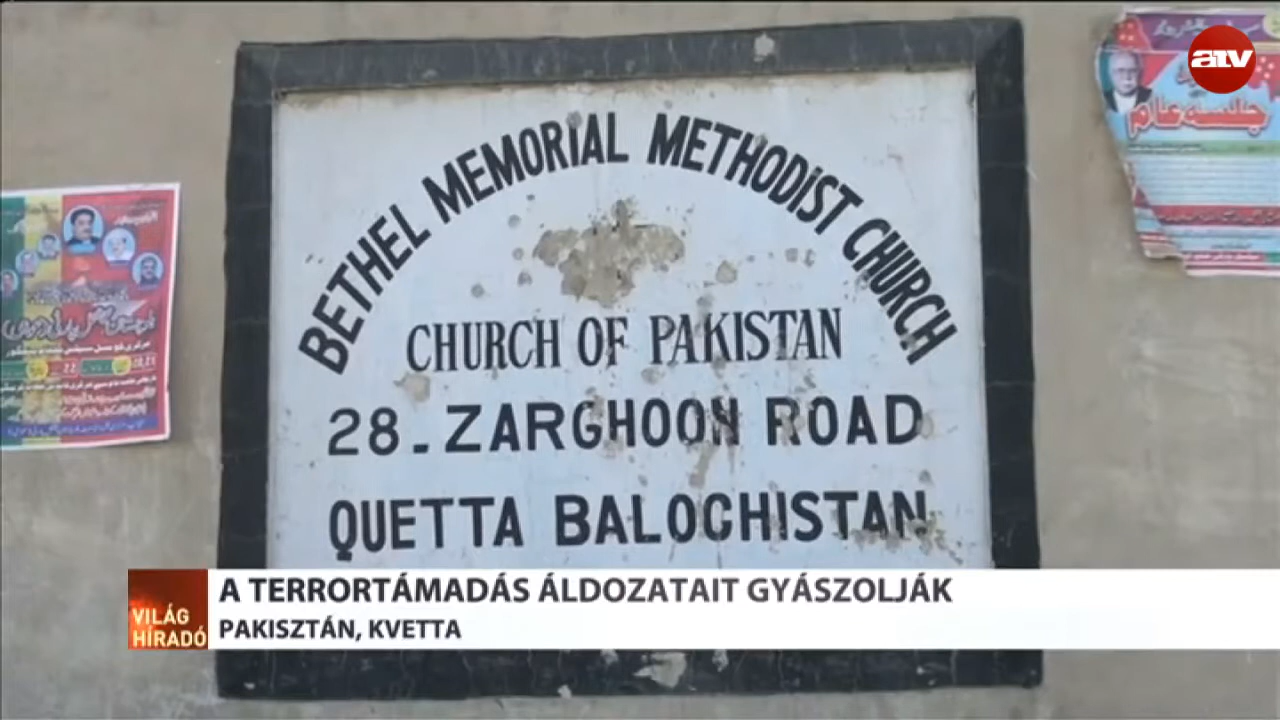 atv
جلسہ عام
BETHEL MEMORIAL METHODIST CHURCH
CHURCH OF PAKISTAN
28-ZARGHOON ROAD
QUETTA BALOCHISTAN
VILÁG
HÍRADÓ
A TERRORTÁMADÁS ÁLDOZATAIT GYÁSZOLJÁK
PAKISZTÁN, KVETTA